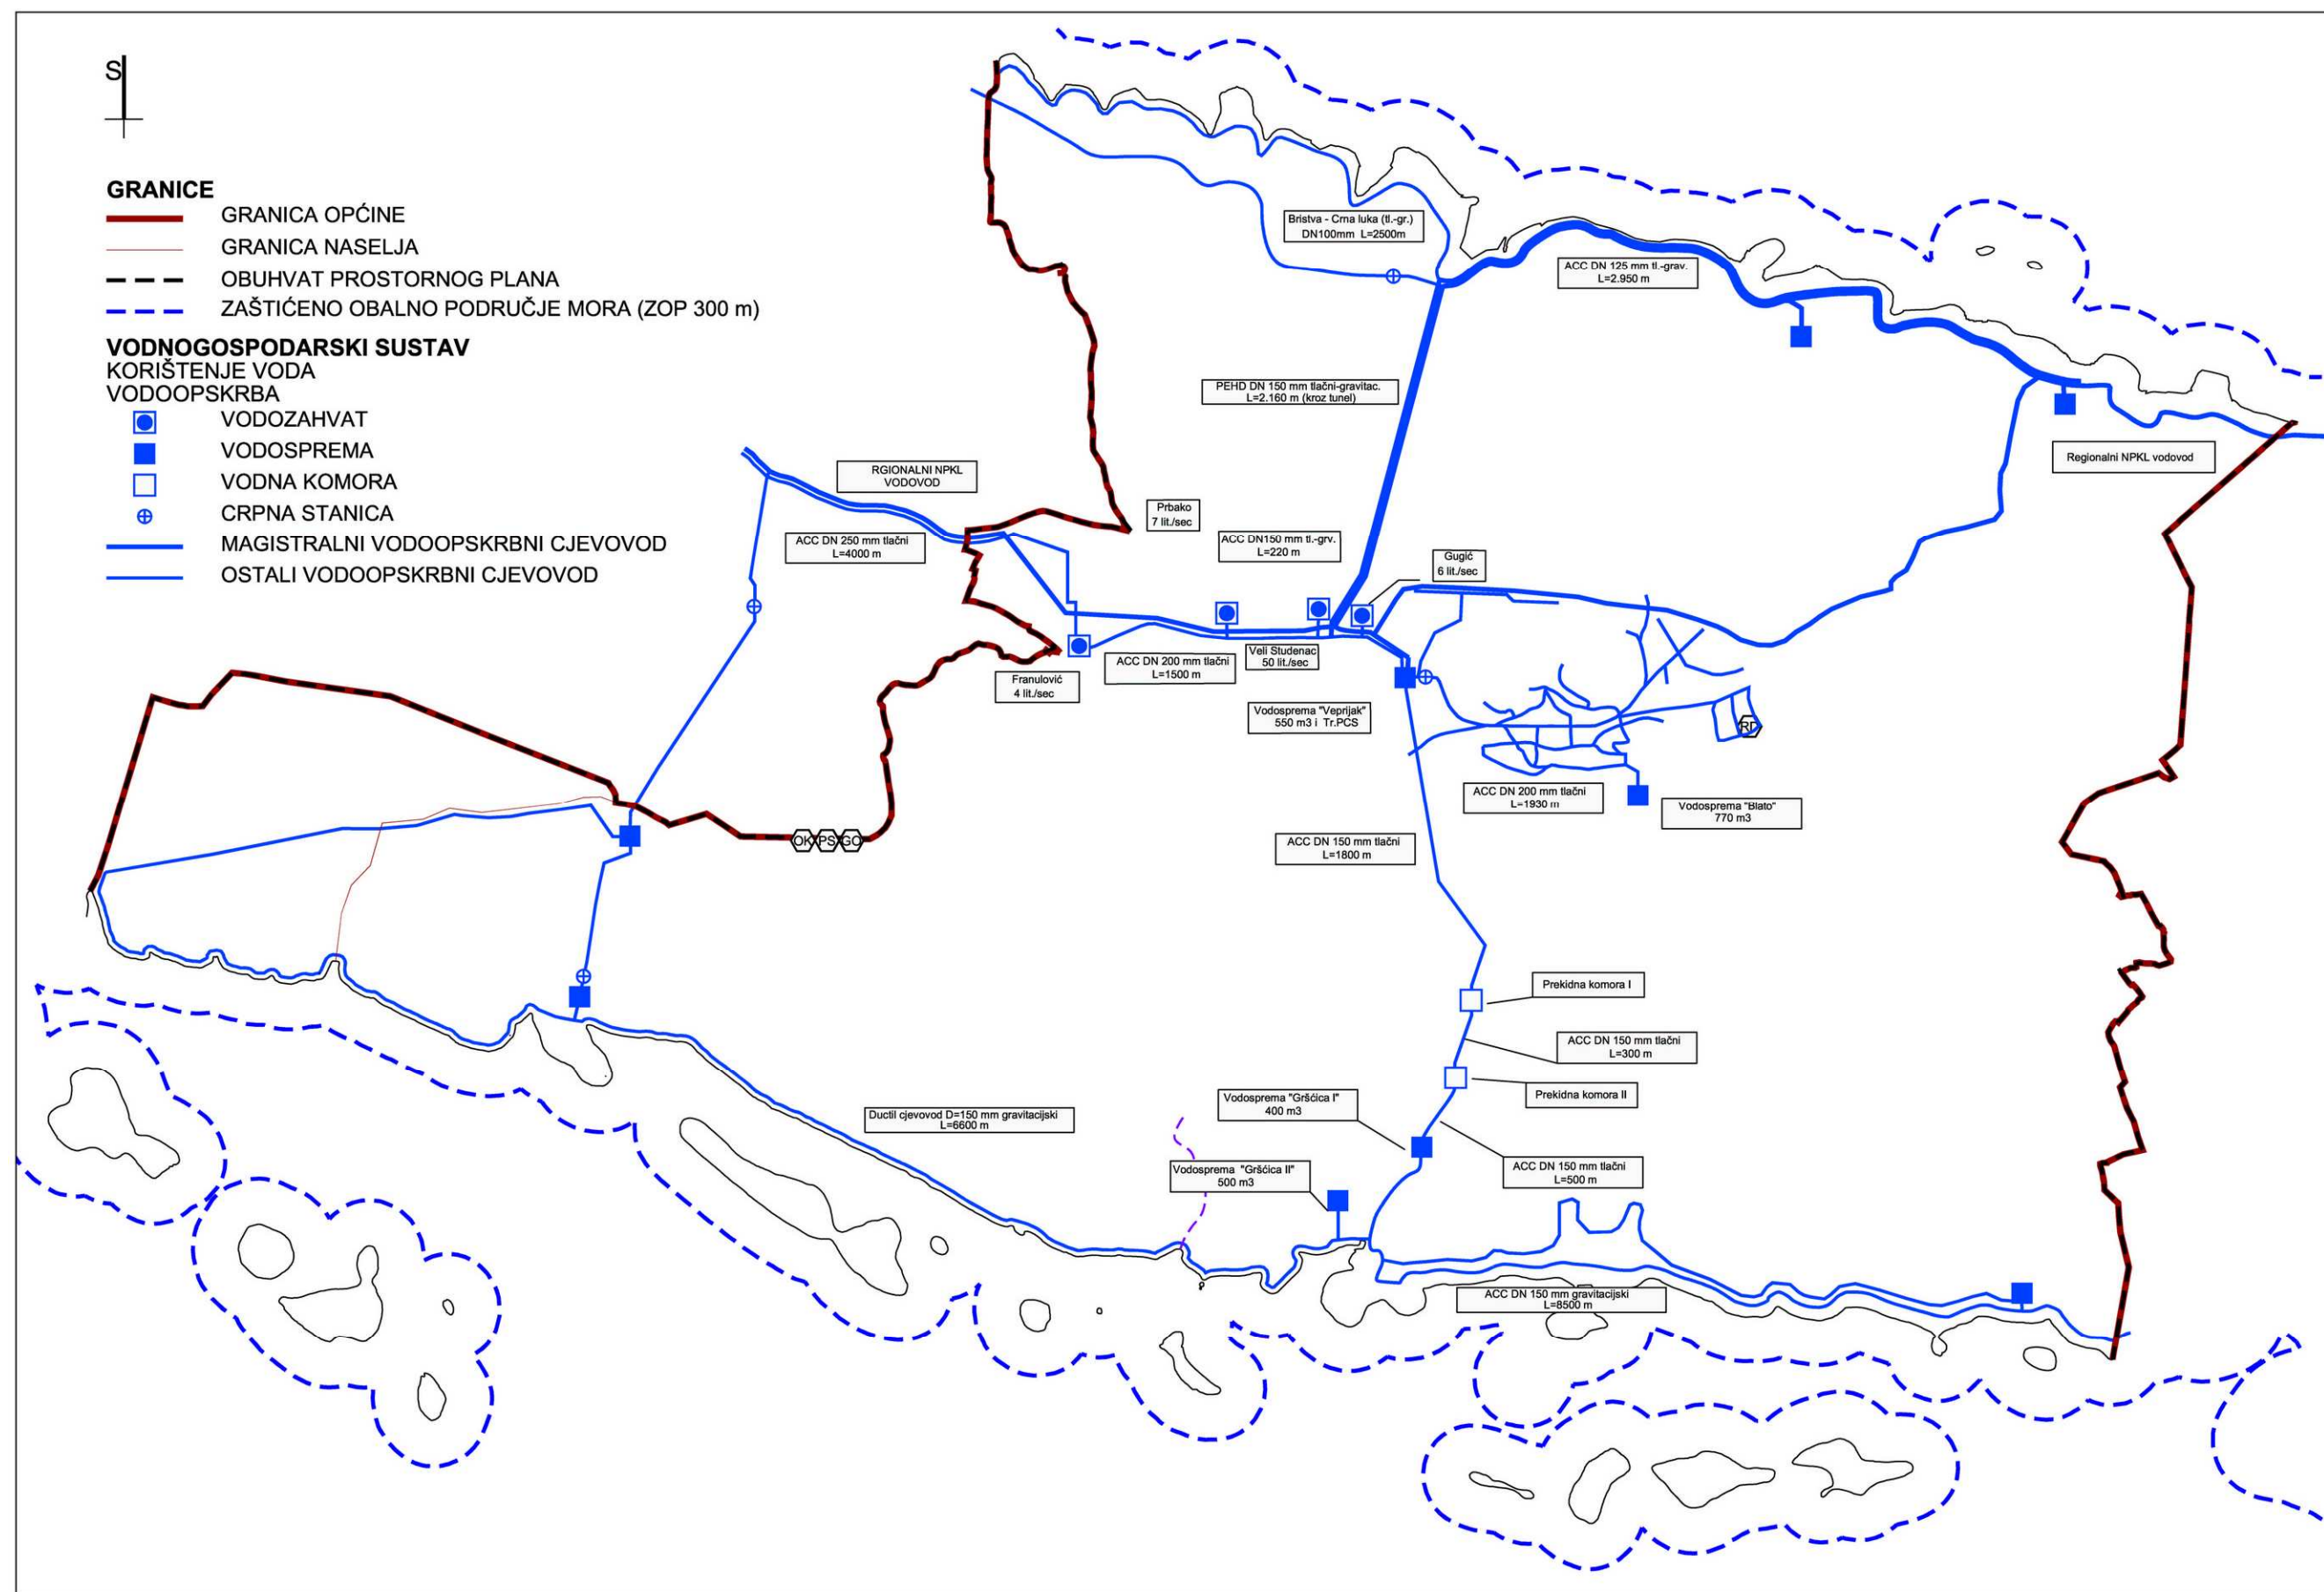 S
GRANICE
GRANICA OPĆINE
GRANICA NASELJA
OBUHVAT PROSTORNOG PLANA
ZAŠTIĆENO OBALNO PODRUČJE MORA (ZOP 300 m)
VODNOGOSPODARSKI SUSTAV
KORIŠTENJE VODA
VODOOPSKRBA
VODOZAHVAT
VODOSPREMA
VODNA KOMORA
CRPNA STANICA
MAGISTRALNI VODOOPSKRBNI CJEVOVOD
OSTALI VODOOPSKRBNI CJEVOVOD
Bristva - Crna luka (tl.-gr.)
DN100mm L=2500m
ACC DN 125 mm tl.-grav.
L=2.950 m
PEHD DN 150 mm tlačni-gravitac.
L=2.160 m (kroz tunel)
Regionalni NPKL vodovod
RGIONALNI NPKL
VODOVOD
Prbako
7 lit./sec
ACC DN 250 mm tlačni
L=4000 m
ACC DN150 mm tl.-grv.
L=220 m
Gugić
6 lit./sec
Franulović
4 lit./sec
ACC DN 200 mm tlačni
L=1500 m
Veli Studenac
50 lit./sec
Vodosprema "Veprijak"
550 m3 i Tr.PCS
RD
ACC DN 200 mm tlačni
L=1930 m
Vodosprema "Blato"
770 m3
OK PS GO
ACC DN 150 mm tlačni
L=1800 m
Prekidna komora I
ACC DN 150 mm tlačni
L=300 m
Prekidna komora II
Vodosprema "Gršćica I"
400 m3
Ductil cjevovod D=150 mm gravitacijski
L=6600 m
Vodosprema "Gršćica II"
500 m3
ACC DN 150 mm tlačni
L=500 m
ACC DN 150 mm gravitacijski
L=8500 m